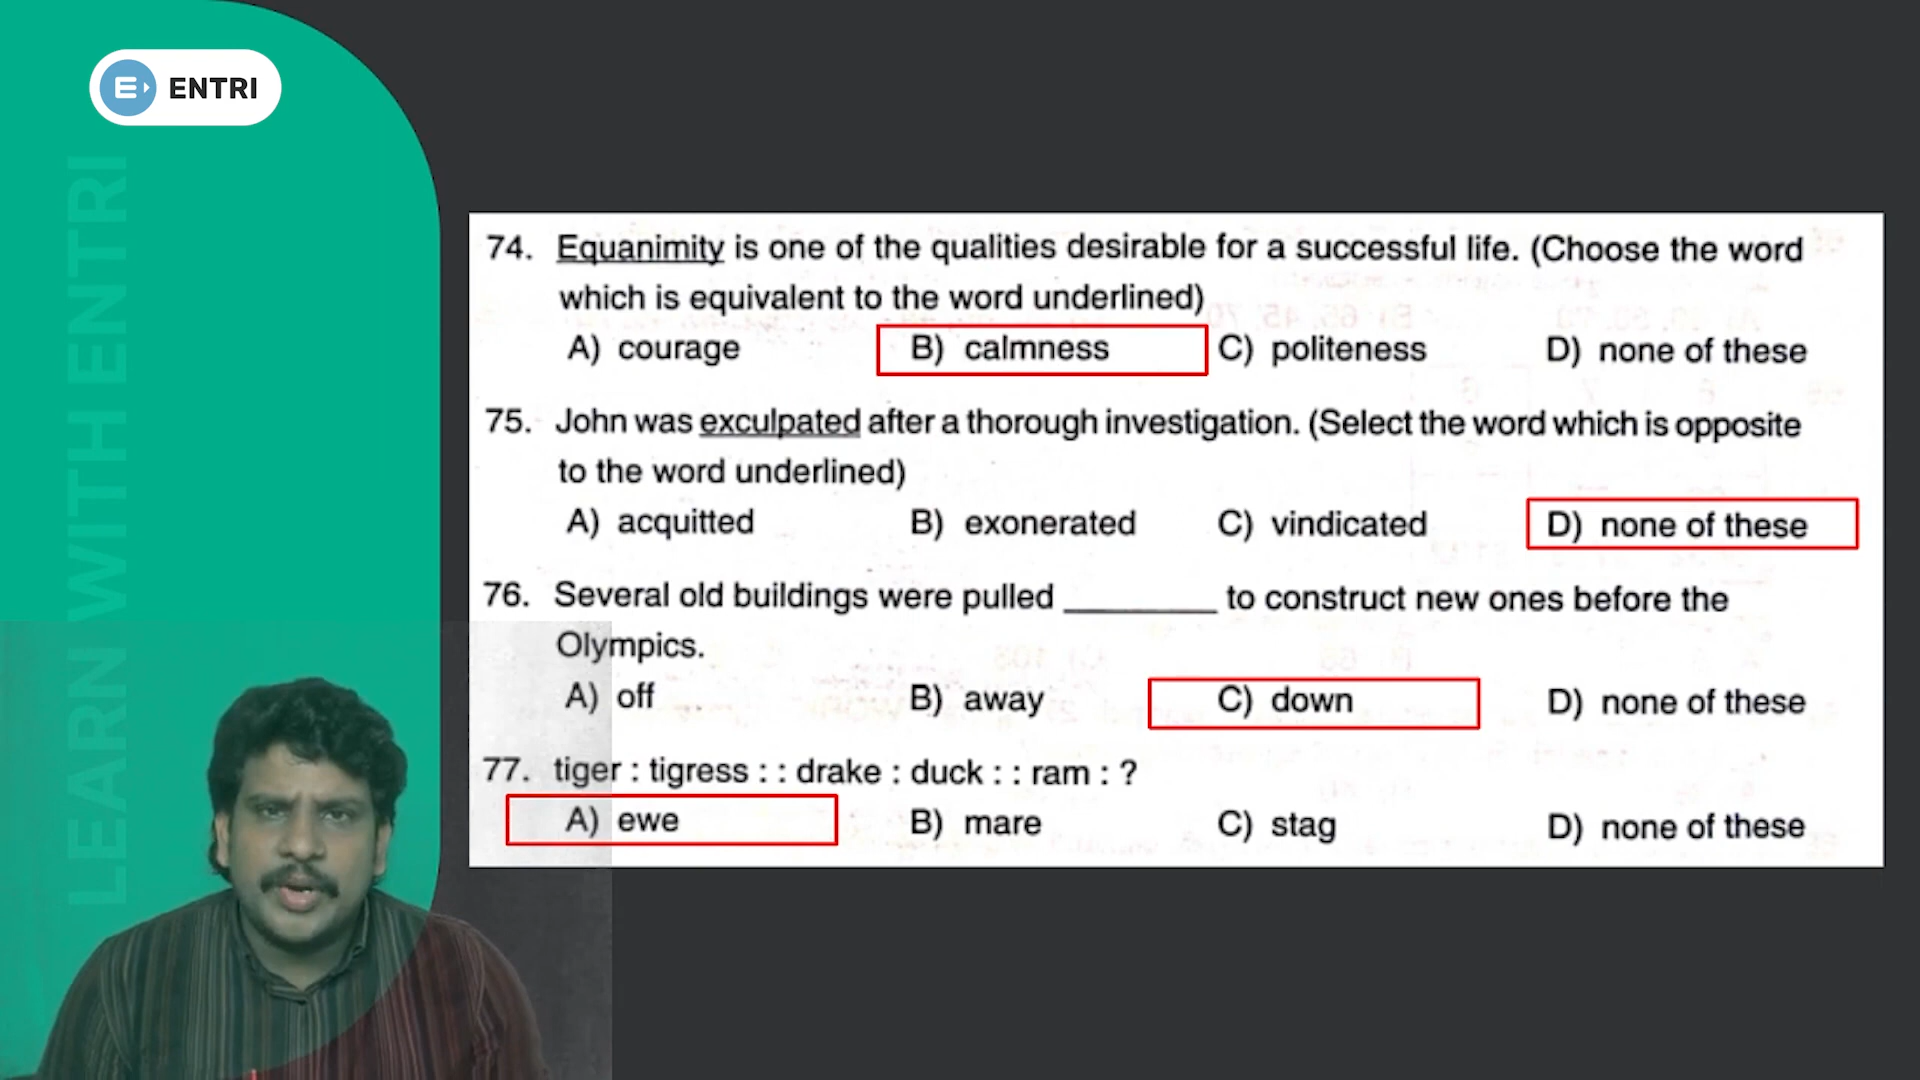 ENTRI
LEARN WITH ENTRI
74. Equanimity is one of the qualities desirable for a successful life. (Choose the word
which is equivalent to the word underlined)
A) courage B) calmness C) politeness D) none of these
75. John was exculpated after a thorough investigation. (Select the word which is opposite
to the word underlined)
A) acquitted B) exonerated C) vindicated D) none of these
76. Several old buildings were pulled ________ to construct new ones before the
Olympics.
A) off B) away C) down D) none of these
77. tiger : tigress : : drake : duck : : ram : ?
A) ewe B) mare C) stag D) none of these